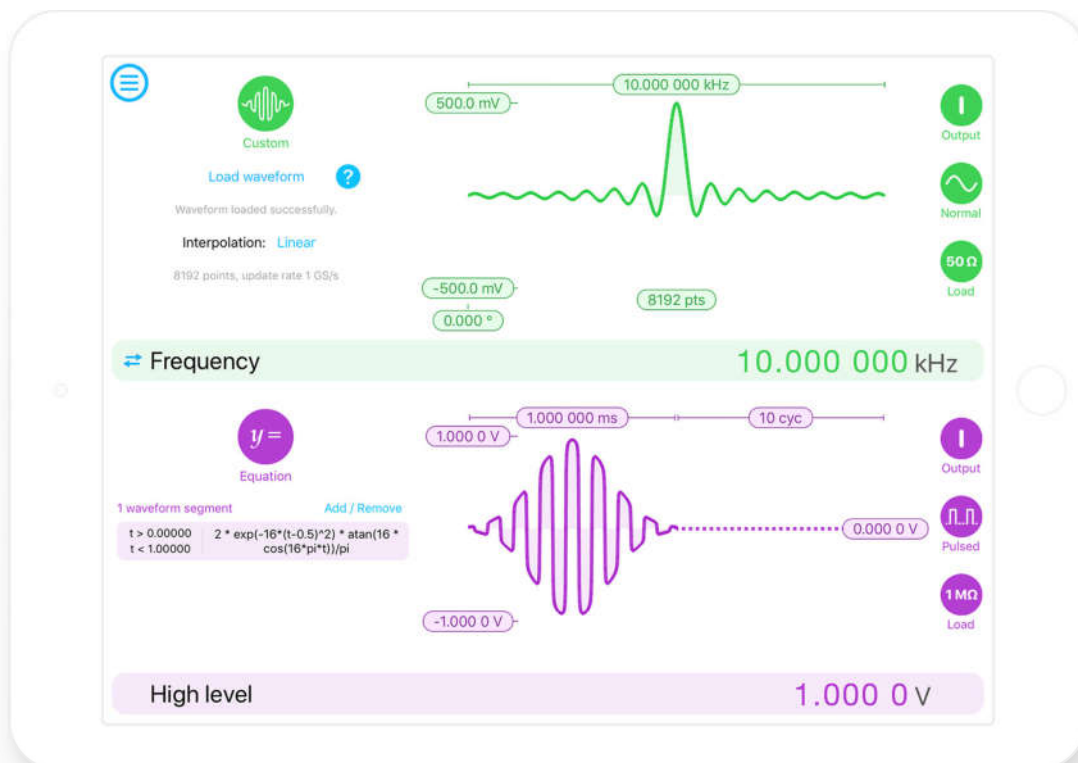 10.000 000 kHz
500.0 mV
Custom
Output
Load waveform ?
Waveform loaded successfully.
Normal
Interpolation: Linear
50 Ω
8192 points, update rate 1 GS/s
-500.0 mV
8192 pts
Load
0.000 °
Frequency
10.000 000 kHz
1.000 000 ms
10 cyc
1.000 0 V
y =
Equation
Output
1 waveform segment
Add / Remove
t > 0.00000
t < 1.00000
2 * exp(-16*(t-0.5)^2) * atan(16 *
cos(16*pi*t))/pi
0.000 0 V
Pulsed
1 MΩ
-1.000 0 V
Load
High level
1.000 0 V